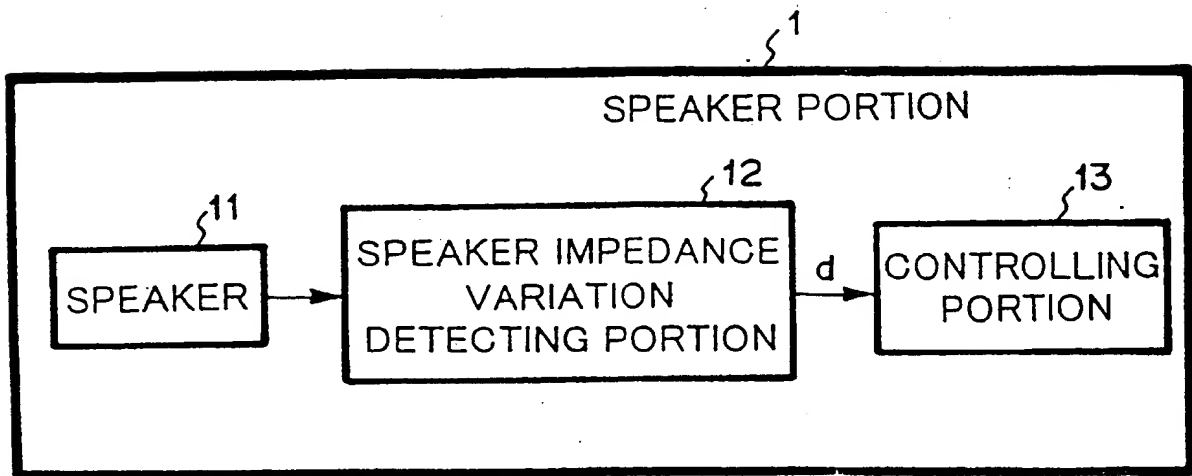 1
SPEAKER PORTION
11
SPEAKER
12
SPEAKER IMPEDANCE
VARIATION
DETECTING PORTION
d
13
CONTROLLING
PORTION